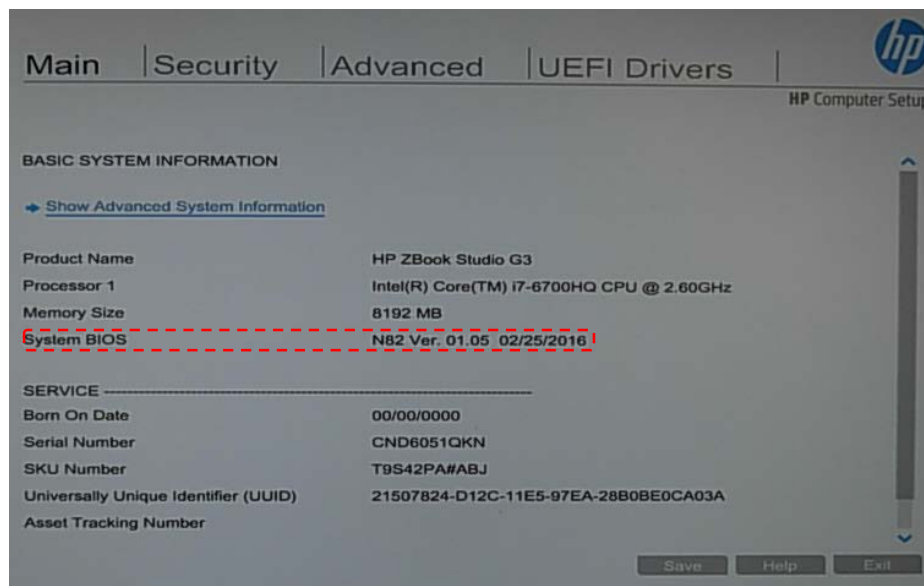 Main Security Advanced UEFI Drivers
hp
HP Computer Setup
BASIC SYSTEM INFORMATION
Show Advanced System Information
Product Name HP ZBook Studio G3
Processor 1 Intel(R) Core(TM) i7-6700HQ CPU @ 2.60GHz
Memory Size 8192 MB
System BIOS N82 Ver. 01.05 02/25/2016
SERVICE
Born On Date 00/00/0000
Serial Number CND6051QKN
SKU Number T9S42PA#ABJ
Universally Unique Identifier (UUID) 21507824-D12C-11E5-97EA-28B0BE0CA03A
Asset Tracking Number
Save Help Exit